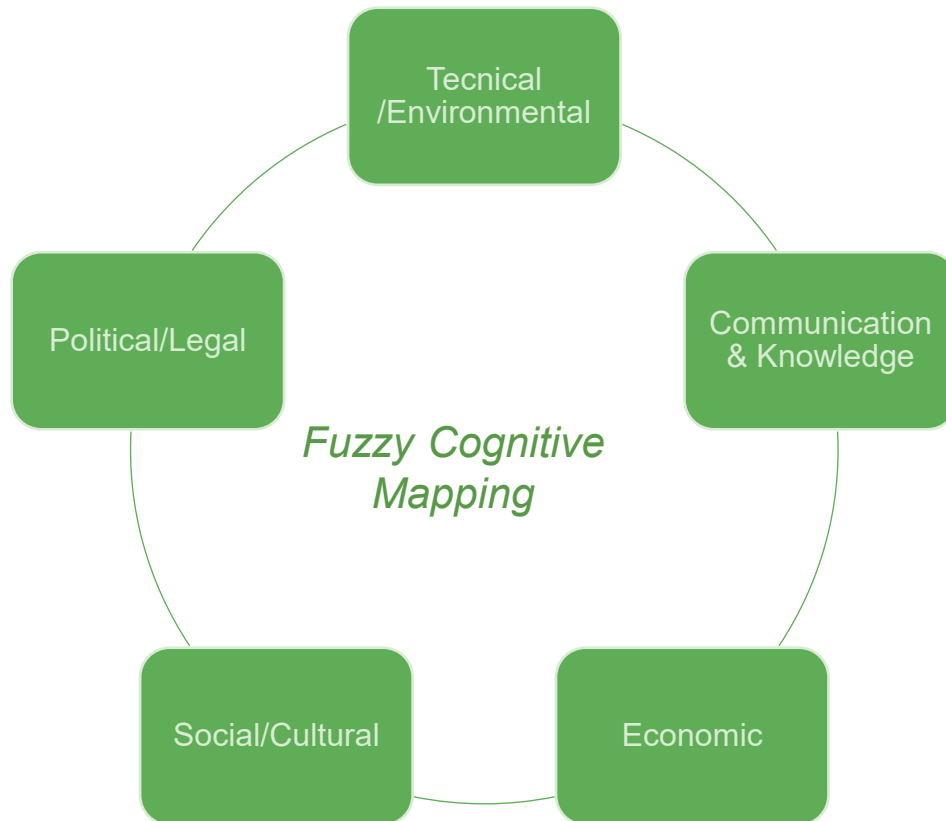 Tecnical
/Environmental
Communication
& Knowledge
Political/Legal
Fuzzy Cognitive
Mapping
Social/Cultural
Economic